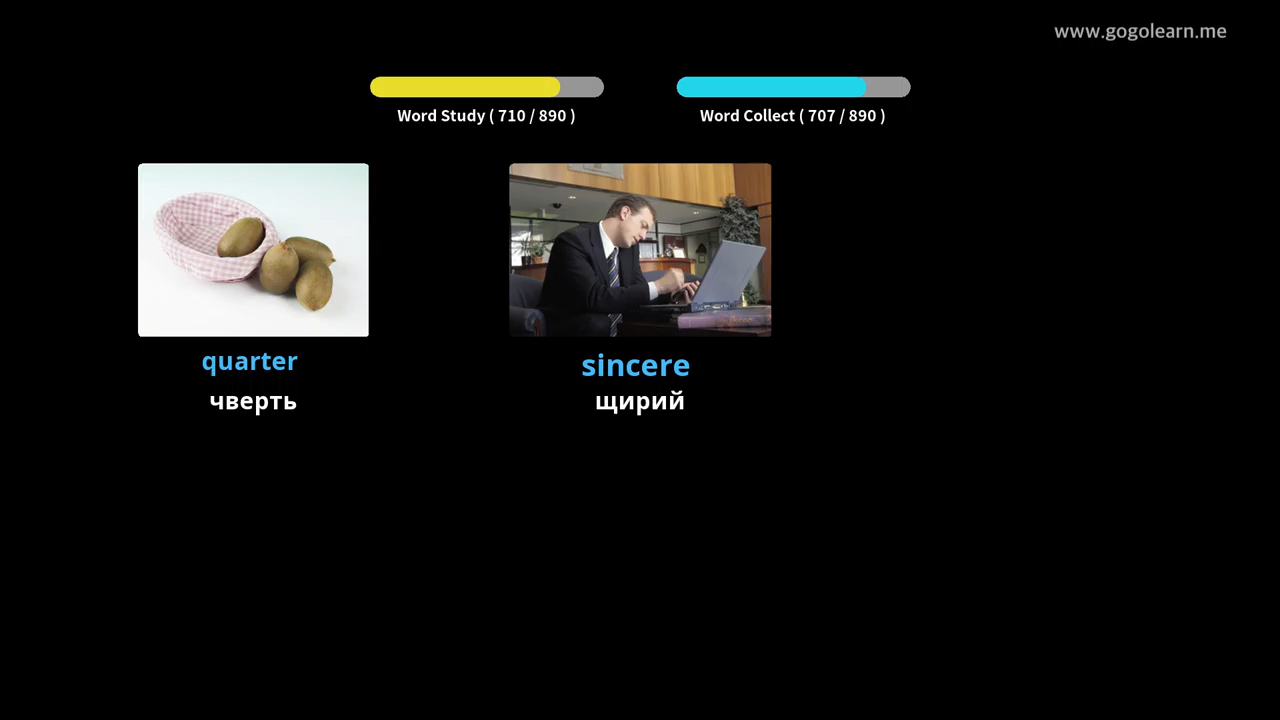 www.gogolearn.me
Word Study ( 710 / 890 )
Word Collect ( 707 / 890 )
quarter
чверть
sincere
щирий